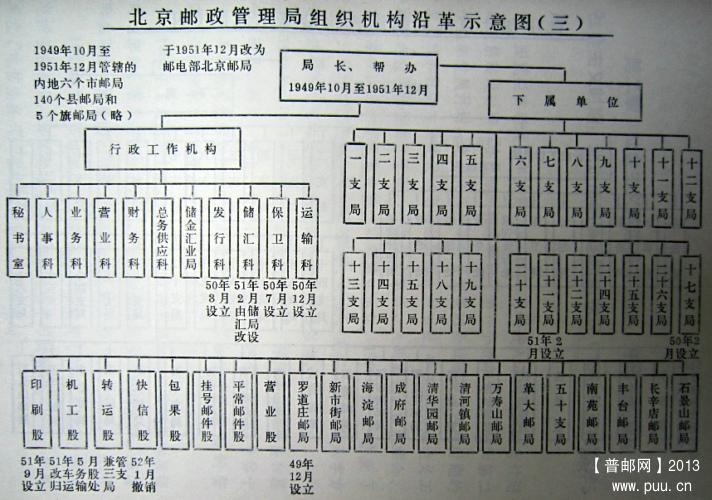 北京邮政管理局组织机构沿革示意图(三)
1949年10月至
1951年12月管辖的
内地六个市邮局
140个县邮局和
5个旗邮局(略)
于1951年12月改为
邮电部北京邮局
局长、帮办
1949年10月至1951年12月
下属单位
行政工作机构
秘书室
人事科
业务科
营业科
财务科
总务供应科
储金汇业局
发行科
储汇科
保卫科
运输科
50年3月设立
51年2月由储汇局改设
50年7月设立
50年12月设立
一支局
二支局
三支局
四支局
五支局
六支局
七支局
八支局
九支局
十支局
十一支局
十二支局
十三支局
十四支局
十五支局
十八支局
十九支局
二十支局
二十一支局
二十二支局
二十四支局
二十五支局
二十六支局
十七支局
51年2月设立
50年2月设立
印刷股
机工股
转运股
快信股
包果股
挂号邮件股
平常邮件股
营业股
罗道庄邮局
新市街邮局
海淀邮局
成府邮局
清华园邮局
清河镇邮局
万寿山邮局
革大邮局
五十支局
南苑邮局
丰台邮局
长辛店邮局
石景山邮局
51年9月设立
51年5月改车务股归运输处
兼管三支局
52年1月撤销
49年12月设立
【普邮网】2013
www.puu.cn